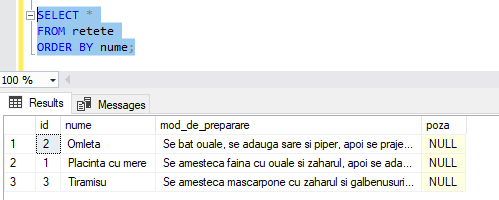 SELECT *
FROM retete
ORDER BY nume;
100 %
Results Messages
id nume mod_de_preparare poza
1 2 Omleta Se bat ouale, se adauga sare si piper, apoi se praje... NULL
2 1 Placinta cu mere Se amesteca faina cu ouale si zaharul, apoi se ada... NULL
3 3 Tiramisu Se amesteca mascarpone cu zaharul si galbenusuri... NULL